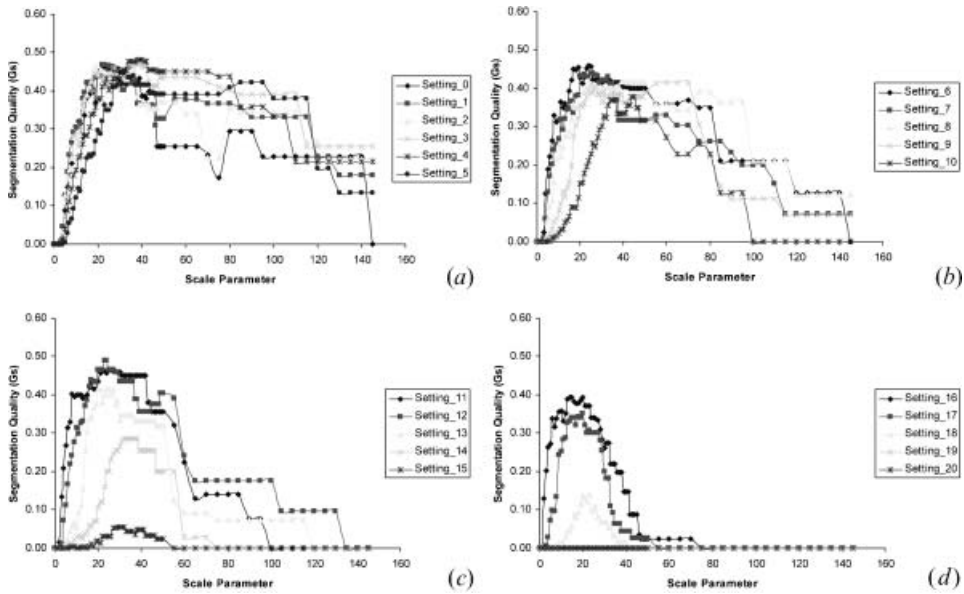 0.60
0.50
0.40
0.30
0.20
0.10
0.00
Segmentation Quality (Gs)
0 20 40 60 80 100 120 140 160
Scale Parameter
Setting_0
Setting_1
Setting_2
Setting_3
Setting_4
Setting_5
(a)
0.60
0.50
0.40
0.30
0.20
0.10
0.00
Segmentation Quality (Gs)
0 20 40 60 80 100 120 140 160
Scale Parameter
Setting_6
Setting_7
Setting_8
Setting_9
Setting_10
(b)
0.60
0.50
0.40
0.30
0.20
0.10
0.00
Segmentation Quality (Gs)
0 20 40 60 80 100 120 140 160
Scale Parameter
Setting_11
Setting_12
Setting_13
Setting_14
Setting_15
(c)
0.60
0.50
0.40
0.30
0.20
0.10
0.00
Segmentation Quality (Gs)
0 20 40 60 80 100 120 140 160
Scale Parameter
Setting_16
Setting_17
Setting_18
Setting_19
Setting_20
(d)